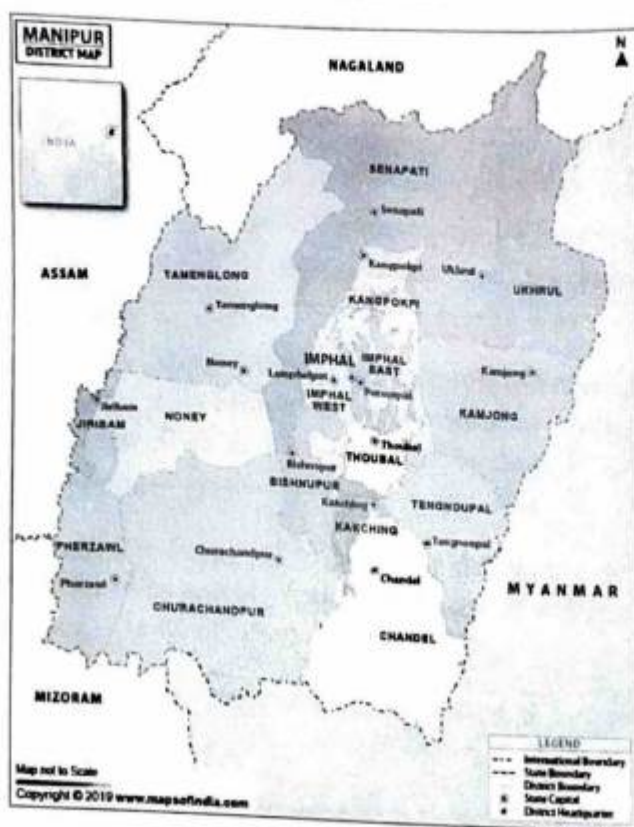 MANIPUR
DISTRICT MAP
N
NAGALAND
INDIA
SENAPATI
Senapati
ASSAM
TAMENGLONG
Kangpokpi
Ukhrul
UKHRUL
KANGPOKPI
Tamenglong
IMPHAL
IMPHAL
EAST
Noney
Lamphelpat
Porompat
Kamjong
IMPHAL
WEST
KAMJONG
Jiribam
JIRIBAM
NONEY
Thoubal
THOUBAL
Bishnupur
BISHNUPUR
Kakching
TENGNOUPAL
KAKCHING
PHERZAWL
Churachandpur
Tengnoupal
Pherzawl
Chandel
MYANMAR
CHURACHANDPUR
CHANDEL
MIZORAM
LEGEND
International Boundary
State Boundary
District Boundary
State Capital
District Headquarter
Map not to Scale
Copyright © 2019 www.mapsofindia.com